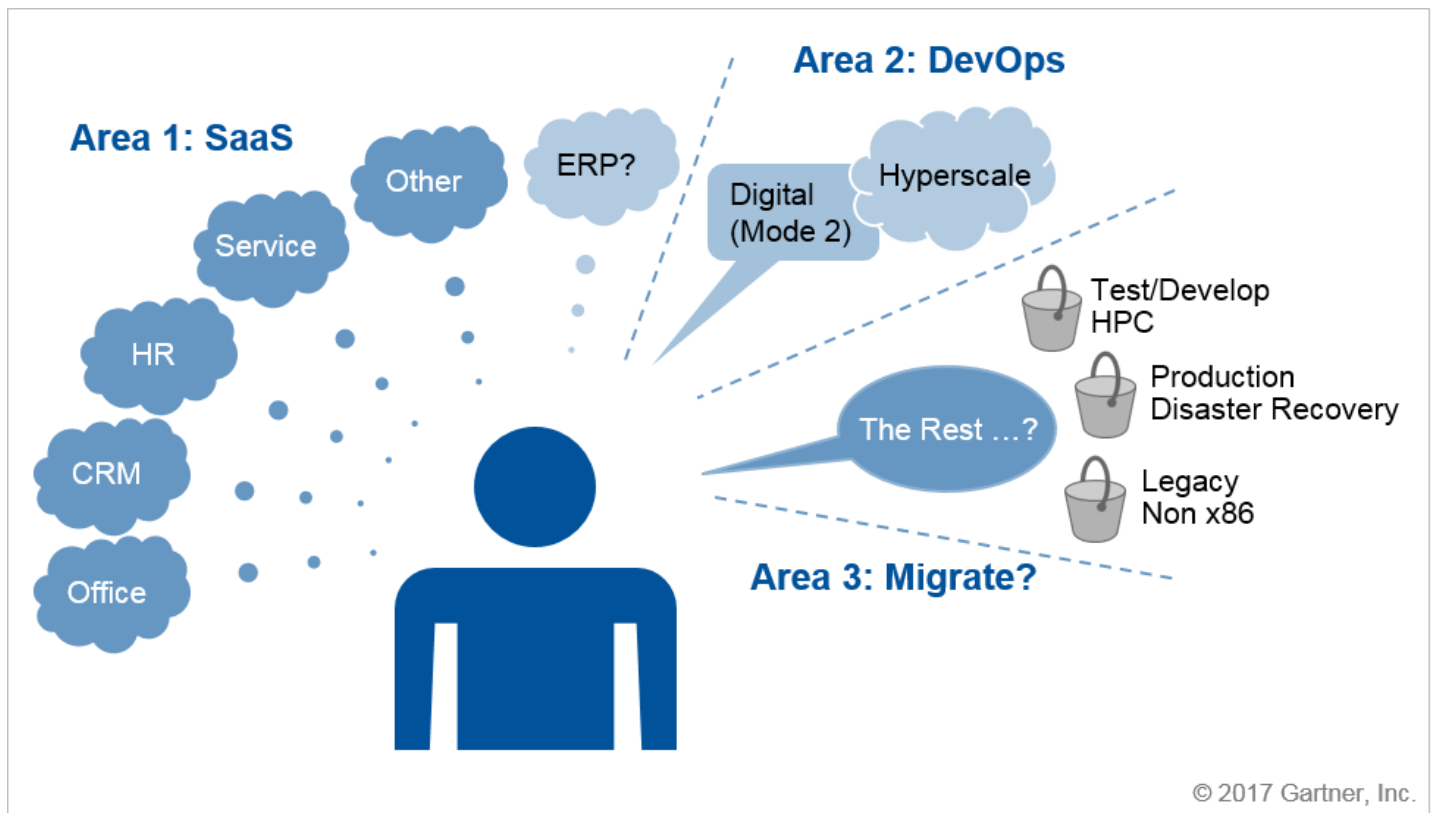 Area 1: SaaS
Office
CRM
HR
Service
Other
ERP?
Area 2: DevOps
Digital
(Mode 2)
Hyperscale
The Rest ...?
Test/Develop
HPC
Production
Disaster Recovery
Legacy
Non x86
Area 3: Migrate?
© 2017 Gartner, Inc.